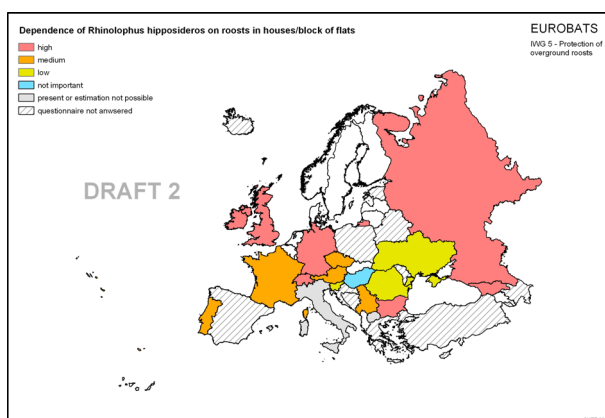 Dependence of Rhinolophus hipposideros on roosts in houses/block of flats
EUROBATS
IWG 5 - Protection of
overground roosts
high
medium
low
not important
present or estimation not possible
questionnaire not anwsered
DRAFT 2